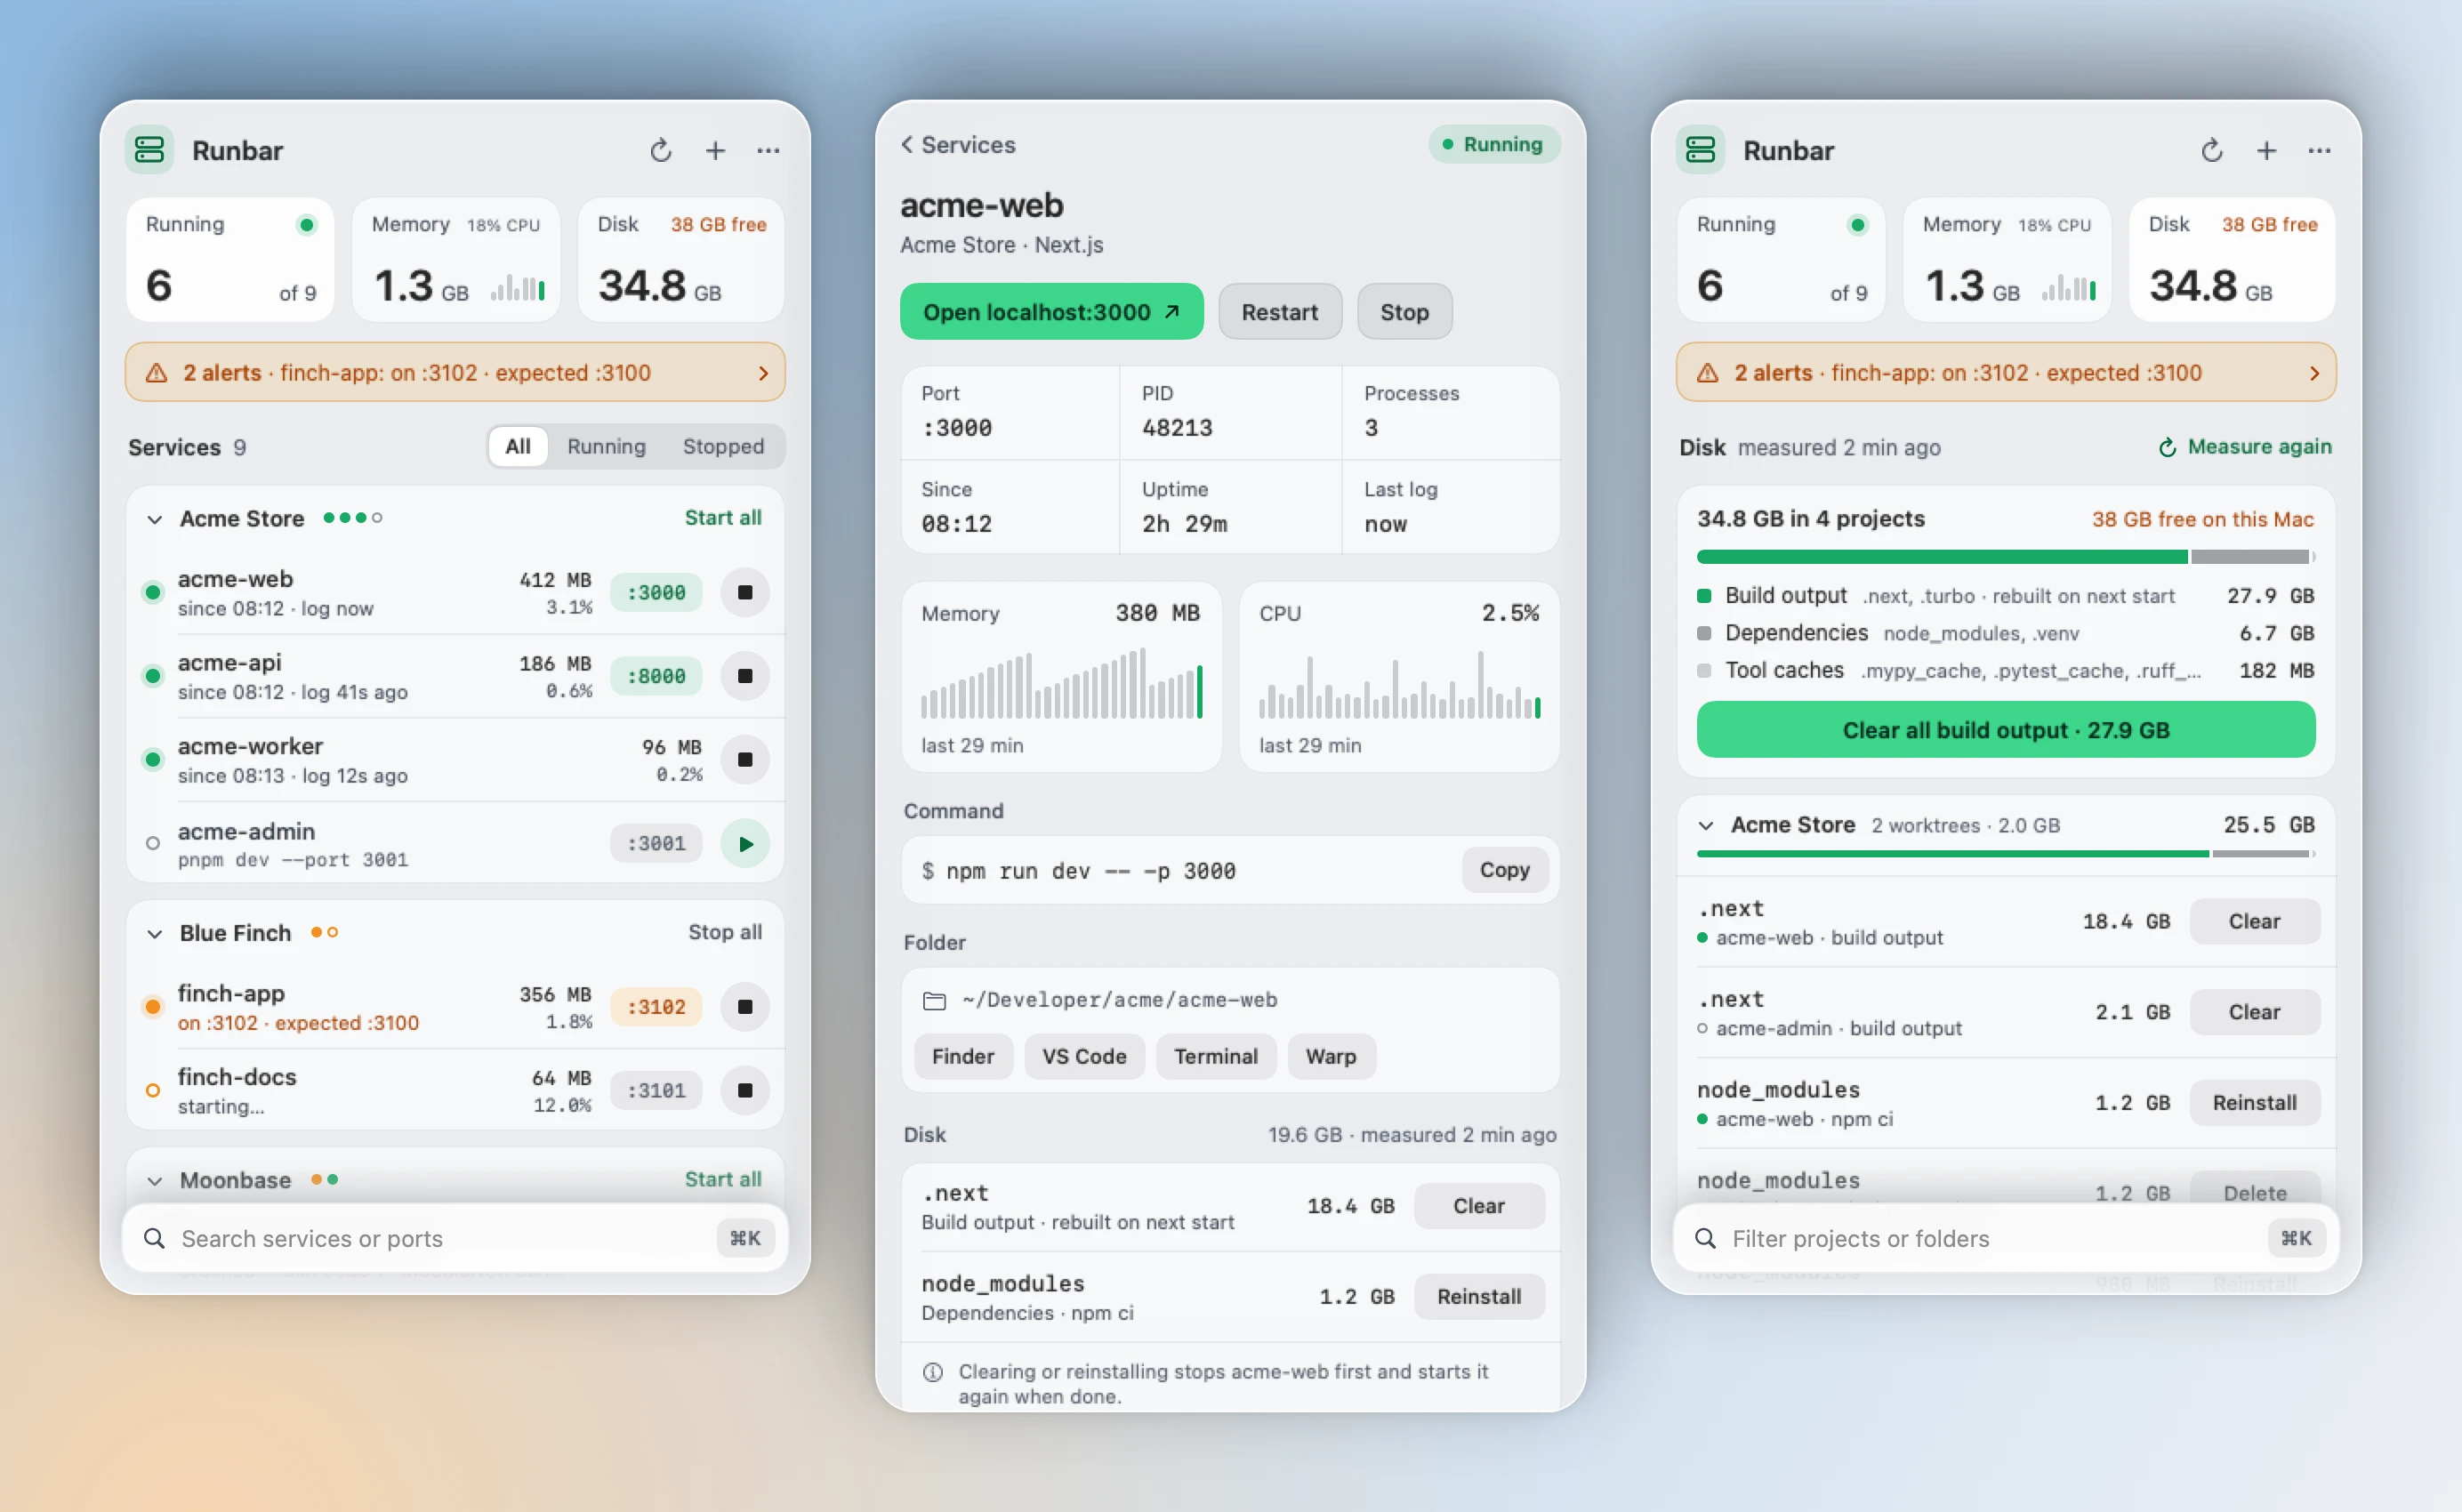 Runbar
Running
6 of 9
Memory 18% CPU
1.3 GB
Disk 38 GB free
34.8 GB
2 alerts · finch-app: on :3102 · expected :3100
Services 9
All Running Stopped
Acme Store Start all
acme-web 412 MB :3000
since 08:12 · log now 3.1%
acme-api 186 MB :8000
since 08:12 · log 41s ago 0.6%
acme-worker 96 MB
since 08:13 · log 12s ago 0.2%
acme-admin :3001
pnpm dev --port 3001
Blue Finch Stop all
finch-app 356 MB :3102
on :3102 · expected :3100 1.8%
finch-docs 64 MB :3101
starting... 12.0%
Moonbase Start all
Search services or ports ⌘K
Services Running
acme-web
Acme Store · Next.js
Open localhost:3000 ↗ Restart Stop
Port PID Processes
:3000 48213 3
Since Uptime Last log
08:12 2h 29m now
Memory 380 MB
last 29 min
CPU 2.5%
last 29 min
Command
$ npm run dev -- -p 3000 Copy
Folder
~/Developer/acme/acme-web
Finder VS Code Terminal Warp
Disk 19.6 GB · measured 2 min ago
.next 18.4 GB Clear
Build output · rebuilt on next start
node_modules 1.2 GB Reinstall
Dependencies · npm ci
Clearing or reinstalling stops acme-web first and starts it
again when done.
Runbar
Running
6 of 9
Memory 18% CPU
1.3 GB
Disk 38 GB free
34.8 GB
2 alerts · finch-app: on :3102 · expected :3100
Disk measured 2 min ago Measure again
34.8 GB in 4 projects 38 GB free on this Mac
Build output .next, .turbo · rebuilt on next start 27.9 GB
Dependencies node_modules, .venv 6.7 GB
Tool caches .mypy_cache, .pytest_cache, .ruff_... 182 MB
Clear all build output · 27.9 GB
Acme Store 2 worktrees · 2.0 GB 25.5 GB
.next 18.4 GB Clear
acme-web · build output
.next 2.1 GB Clear
acme-admin · build output
node_modules 1.2 GB Reinstall
acme-web · npm ci
node_modules 1.2 GB Delete
Filter projects or folders ⌘K
node_modules 980 MB Reinstall